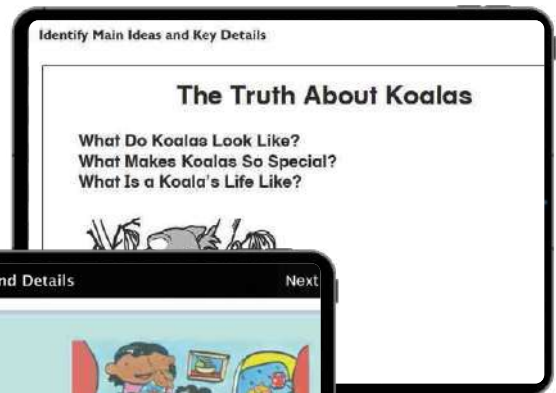 Identify Main Ideas and Key Details
The Truth About Koalas
What Do Koalas Look Like?
What Makes Koalas So Special?
What Is a Koala's Life Like?
nd Details
Next